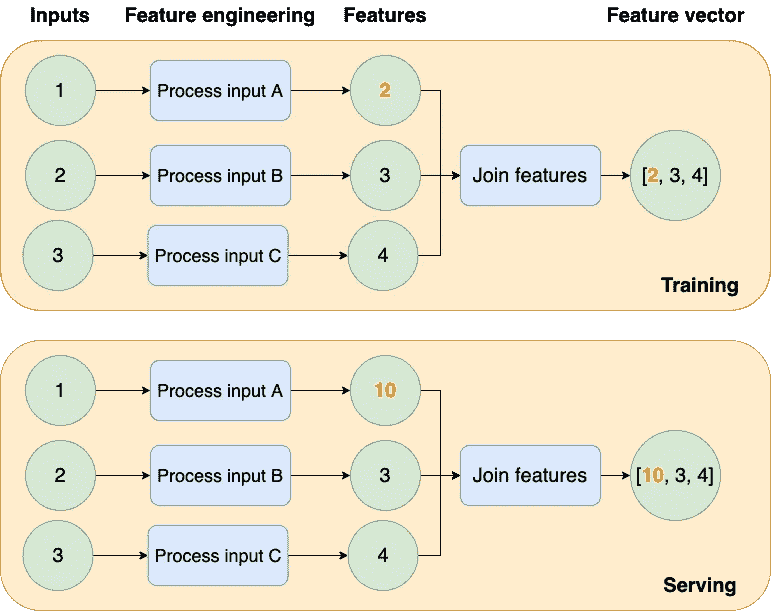 Inputs Feature engineering Features Feature vector
1 Process input A 2
2 Process input B 3 Join features [2, 3, 4]
3 Process input C 4
Training
1 Process input A 10
2 Process input B 3 Join features [10, 3, 4]
3 Process input C 4
Serving